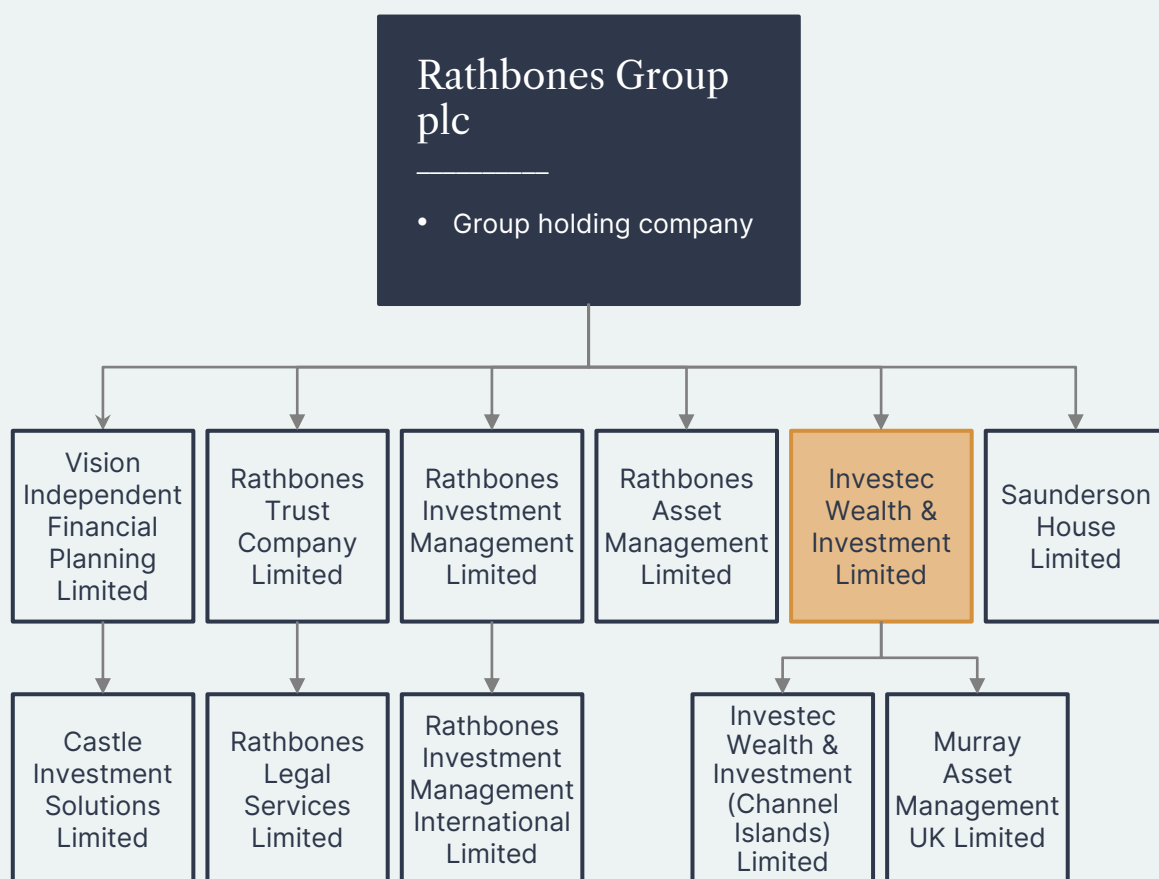 Rathbones Group
plc
• Group holding company
Vision
Independent
Financial
Planning
Limited
Rathbones
Trust
Company
Limited
Rathbones
Investment
Management
Limited
Rathbones
Asset
Management
Limited
Investec
Wealth &
Investment
Limited
Saunderson
House
Limited
Castle
Investment
Solutions
Limited
Rathbones
Legal
Services
Limited
Rathbones
Investment
Management
International
Limited
Investec
Wealth &
Investment
(Channel
Islands)
Limited
Murray
Asset
Management
UK Limited